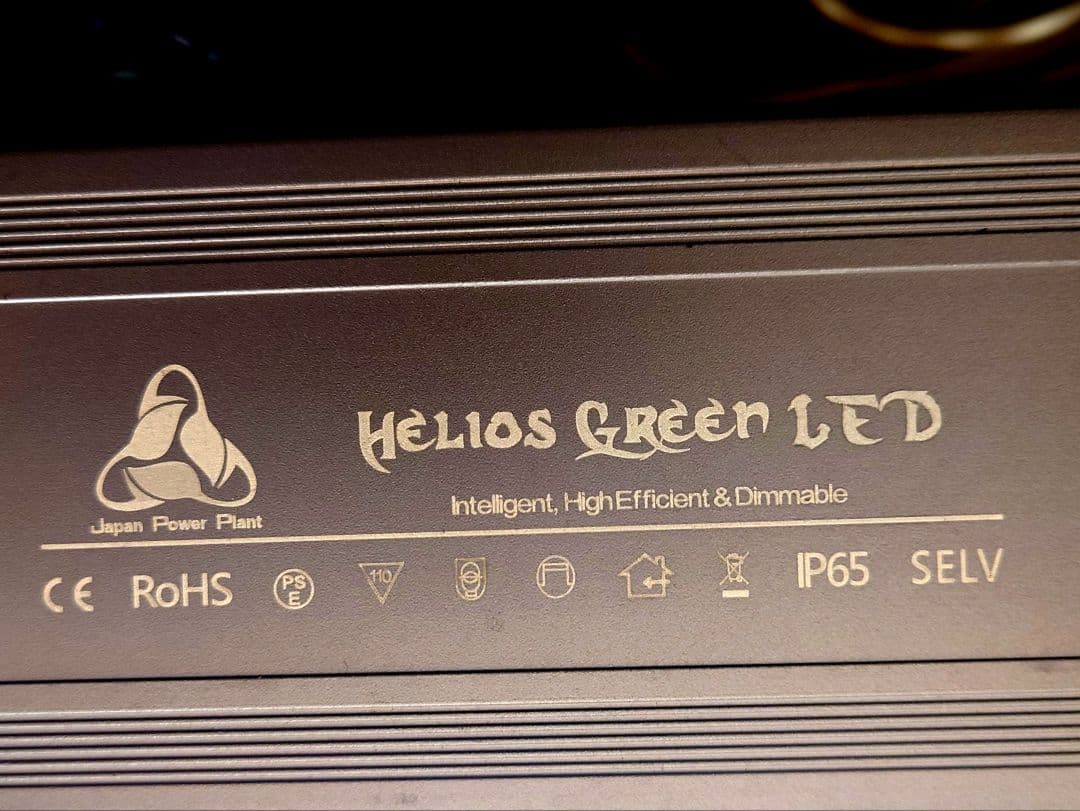 HELIOS GREEN LED
Intelligent, High Efficient & Dimmable
Japan Power Plant
CE RoHS PS E 110 IP65 SELV